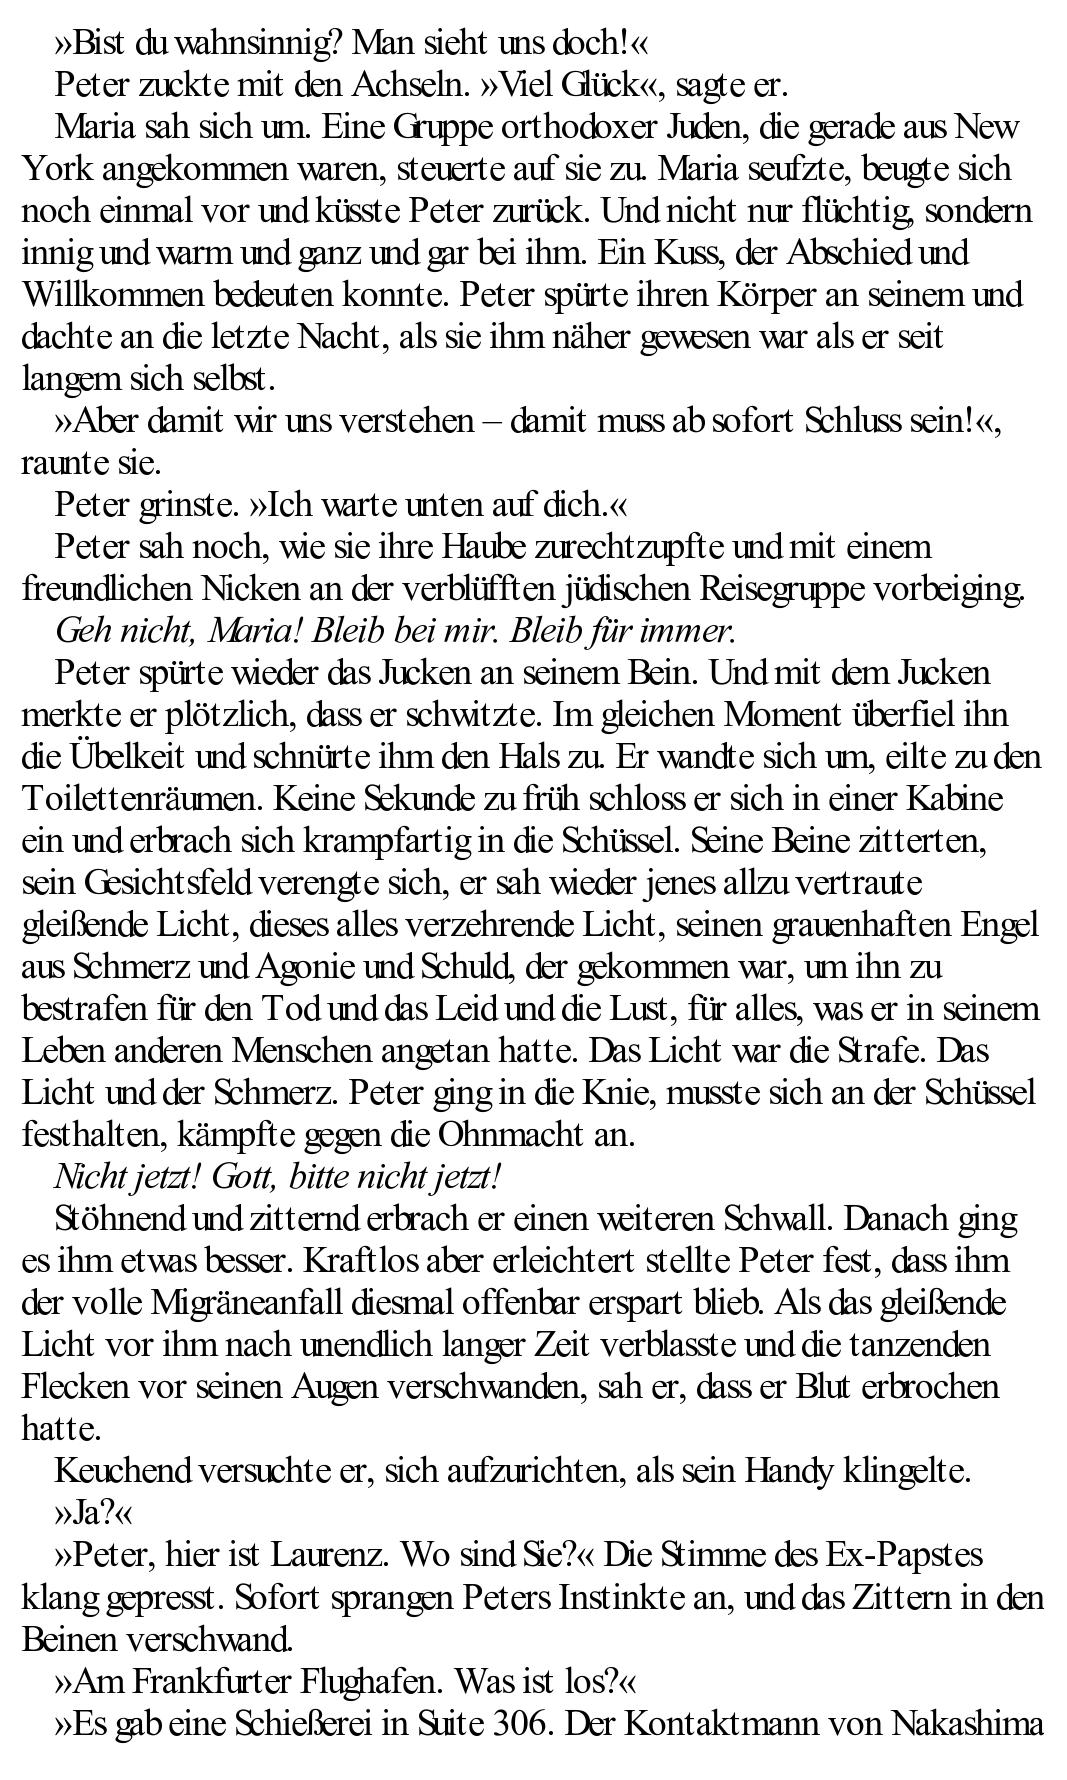 »Bist du wahnsinnig? Man sieht uns doch!«
Peter zuckte mit den Achseln. »Viel Glück«, sagte er.
Maria sah sich um. Eine Gruppe orthodoxer Juden, die gerade aus New
York angekommen waren, steuerte auf sie zu. Maria seufzte, beugte sich
noch einmal vor und küsste Peter zurück. Und nicht nur flüchtig, sondern
innig und warm und ganz und gar bei ihm. Ein Kuss, der Abschied und
Willkommen bedeuten konnte. Peter spürte ihren Körper an seinem und
dachte an die letzte Nacht, als sie ihm näher gewesen war als er seit
langem sich selbst.
»Aber damit wir uns verstehen – damit muss ab sofort Schluss sein!«,
raunte sie.
Peter grinste. »Ich warte unten auf dich.«
Peter sah noch, wie sie ihre Haube zurechtzupfte und mit einem
freundlichen Nicken an der verblüfften jüdischen Reisegruppe vorbeiging.
Geh nicht, Maria! Bleib bei mir. Bleib für immer.
Peter spürte wieder das Jucken an seinem Bein. Und mit dem Jucken
merkte er plötzlich, dass er schwitzte. Im gleichen Moment überfiel ihn
die Übelkeit und schnürte ihm den Hals zu. Er wandte sich um, eilte zu den
Toilettenräumen. Keine Sekunde zu früh schloss er sich in einer Kabine
ein und erbrach sich krampfartig in die Schüssel. Seine Beine zitterten,
sein Gesichtsfeld verengte sich, er sah wieder jenes allzu vertraute
gleißende Licht, dieses alles verzehrende Licht, seinen grauenhaften Engel
aus Schmerz und Agonie und Schuld, der gekommen war, um ihn zu
bestrafen für den Tod und das Leid und die Lust, für alles, was er in seinem
Leben anderen Menschen angetan hatte. Das Licht war die Strafe. Das
Licht und der Schmerz. Peter ging in die Knie, musste sich an der Schüssel
festhalten, kämpfte gegen die Ohnmacht an.
Nicht jetzt! Gott, bitte nicht jetzt!
Stöhnend und zitternd erbrach er einen weiteren Schwall. Danach ging
es ihm etwas besser. Kraftlos aber erleichtert stellte Peter fest, dass ihm
der volle Migräneanfall diesmal offenbar erspart blieb. Als das gleißende
Licht vor ihm nach unendlich langer Zeit verblasste und die tanzenden
Flecken vor seinen Augen verschwanden, sah er, dass er Blut erbrochen
hatte.
Keuchend versuchte er, sich aufzurichten, als sein Handy klingelte.
»Ja?«
»Peter, hier ist Laurenz. Wo sind Sie?« Die Stimme des Ex-Papstes
klang gepresst. Sofort sprangen Peters Instinkte an, und das Zittern in den
Beinen verschwand.
»Am Frankfurter Flughafen. Was ist los?«
»Es gab eine Schießerei in Suite 306. Der Kontaktmann von Nakashima